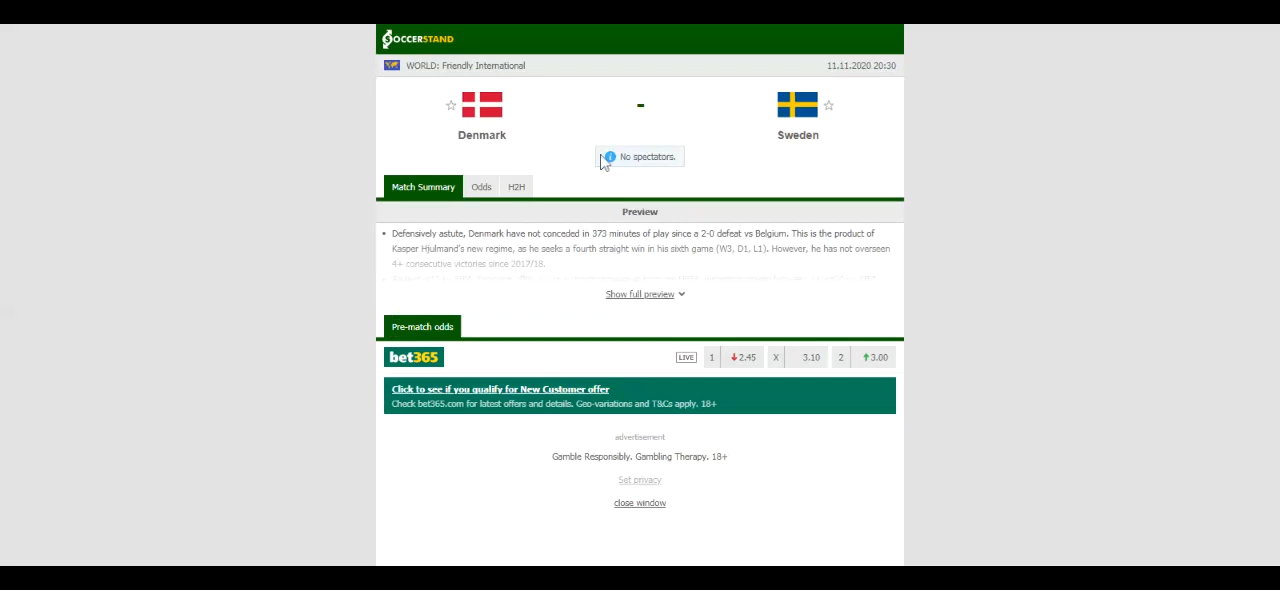 SOCCERSTAND
WORLD: Friendly International 11.11.2020 20:30
-
Denmark Sweden
No spectators.
Match Summary Odds H2H
Preview
• Defensively astute, Denmark have not conceded in 373 minutes of play since a 2-0 defeat vs Belgium. This is the product of
Kasper Hjulmand's new regime, as he seeks a fourth straight win in his sixth game (W3, D1, L1). However, he has not overseen
4+ consecutive victories since 2017/18.
Show full preview
Pre-match odds
bet365 LIVE 1 2.45 X 3.10 2 3.00
Click to see if you qualify for New Customer offer
Check bet365.com for latest offers and details. Geo-variations and T&Cs apply. 18+
advertisement
Gamble Responsibly. Gambling Therapy. 18+
Set privacy
close window